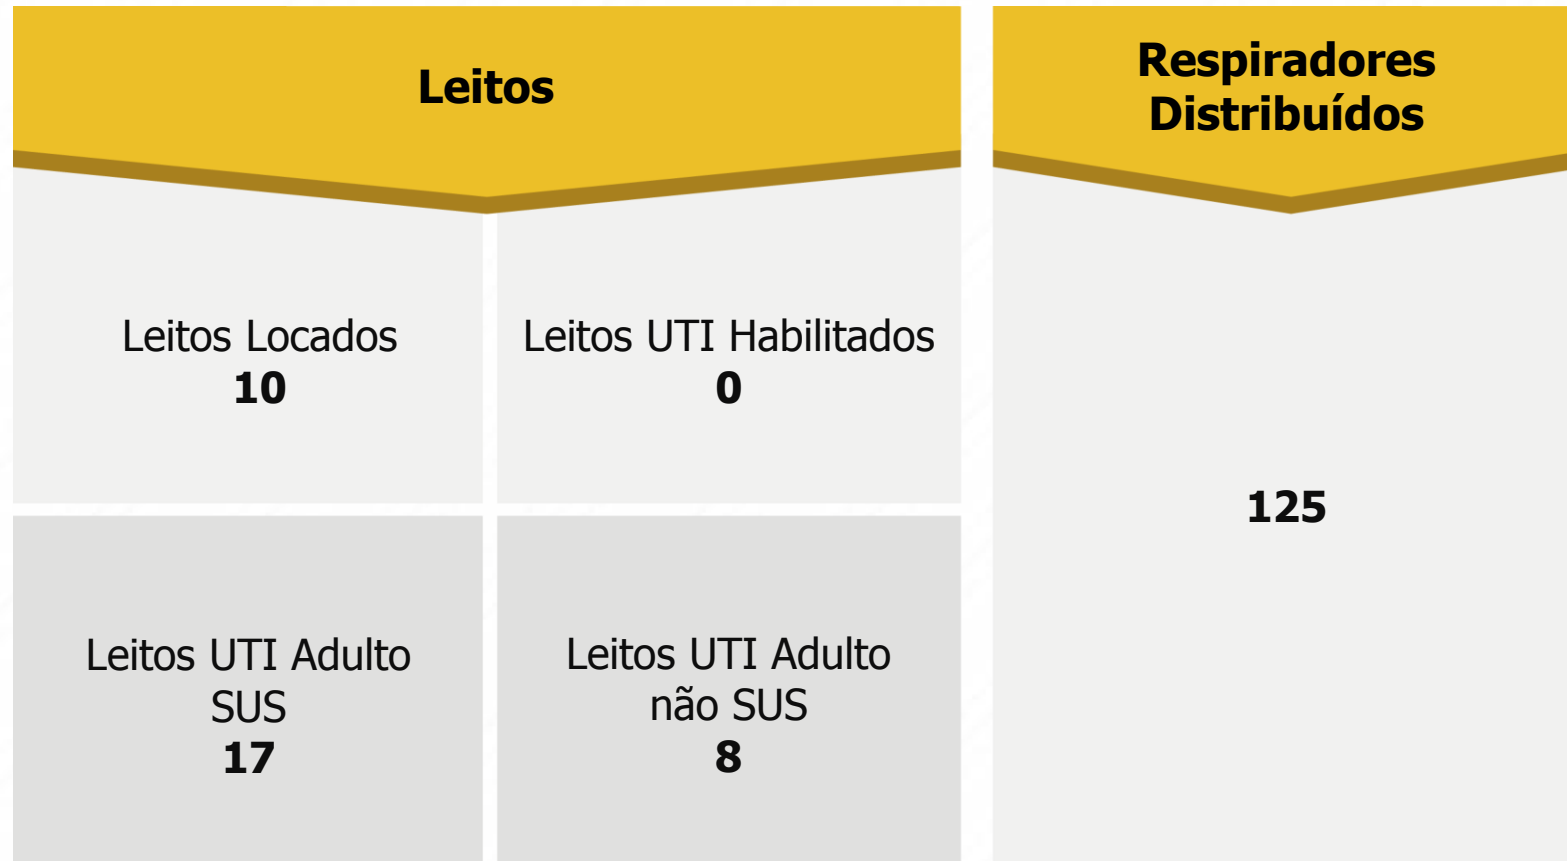 Leitos
Respiradores
Distribuídos
Leitos Locados
10
Leitos UTI Habilitados
0
Leitos UTI Adulto
SUS
17
Leitos UTI Adulto
não SUS
8
125